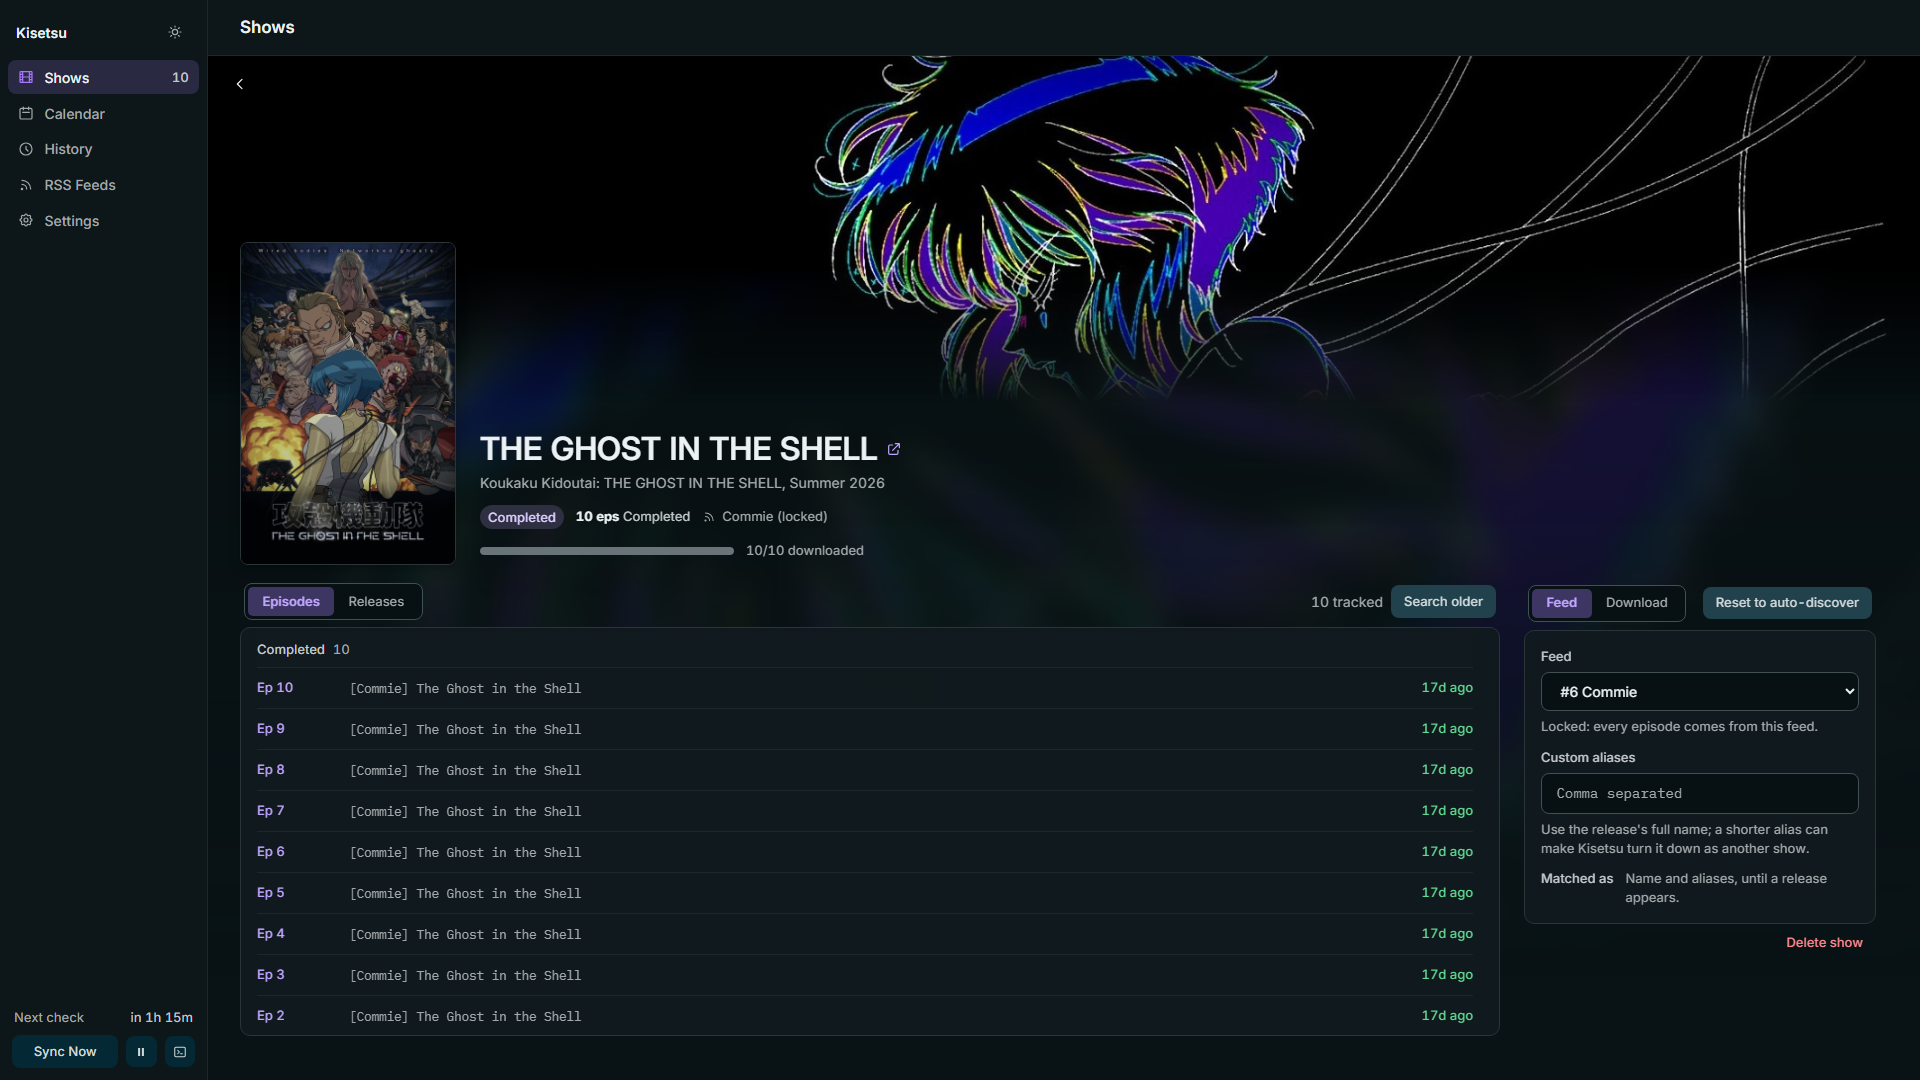 Kisetsu
Shows 10
Calendar
History
RSS Feeds
Settings
Next check in 1h 15m
Sync Now
Shows
Wired bodies. Networked ghosts.
攻殻機動隊
THE GHOST IN THE SHELL
THE GHOST IN THE SHELL
Koukaku Kidoutai: THE GHOST IN THE SHELL, Summer 2026
Completed 10 eps Completed Commie (locked)
10/10 downloaded
Episodes Releases
10 tracked Search older
Completed 10
Ep 10 [Commie] The Ghost in the Shell 17d ago
Ep 9 [Commie] The Ghost in the Shell 17d ago
Ep 8 [Commie] The Ghost in the Shell 17d ago
Ep 7 [Commie] The Ghost in the Shell 17d ago
Ep 6 [Commie] The Ghost in the Shell 17d ago
Ep 5 [Commie] The Ghost in the Shell 17d ago
Ep 4 [Commie] The Ghost in the Shell 17d ago
Ep 3 [Commie] The Ghost in the Shell 17d ago
Ep 2 [Commie] The Ghost in the Shell 17d ago
Feed Download Reset to auto-discover
Feed
#6 Commie
Locked: every episode comes from this feed.
Custom aliases
Comma separated
Use the release's full name; a shorter alias can
make Kisetsu turn it down as another show.
Matched as Name and aliases, until a release
appears.
Delete show